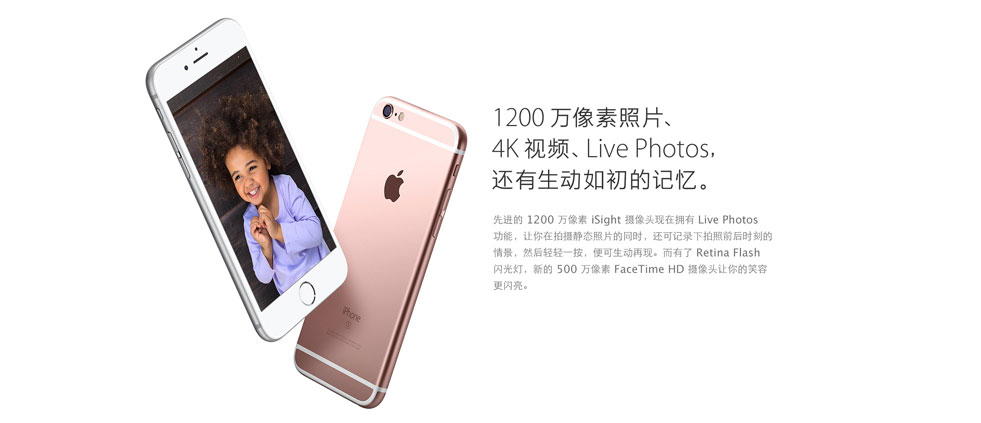 1200 万像素照片、
4K 视频、Live Photos，
还有生动如初的记忆。
先进的 1200 万像素 iSight 摄像头现在拥有 Live Photos
功能，让你在拍摄静态照片的同时，还可记录下拍照前后时刻的
情景，然后轻轻一按，便可生动再现。而有了 Retina Flash
闪光灯，新的 500 万像素 FaceTime HD 摄像头让你的笑容
更闪亮。
iPhone
S